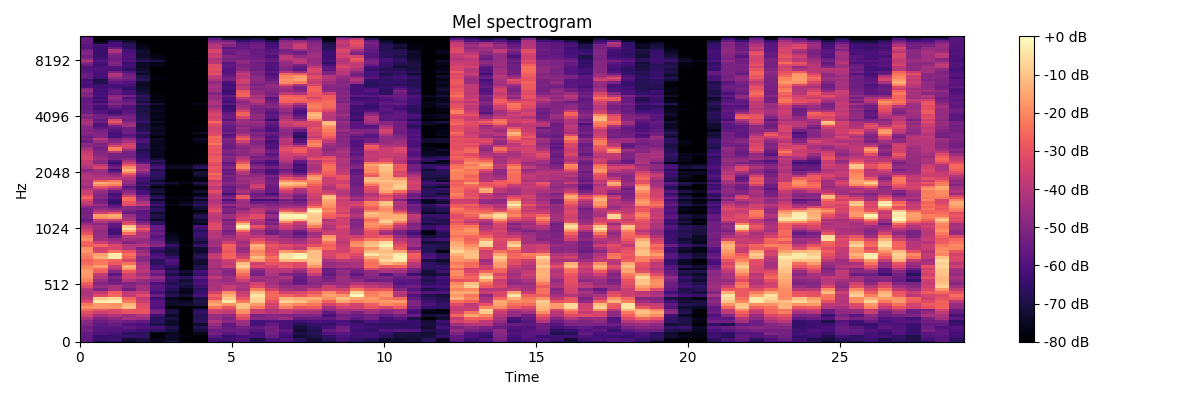 Mel spectrogram
8192
4096
2048
1024
512
0
Hz
0 5 10 15 20 25
Time
+0 dB
-10 dB
-20 dB
-30 dB
-40 dB
-50 dB
-60 dB
-70 dB
-80 dB